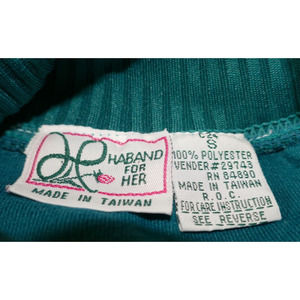 HABAND
FOR
HER
MADE IN TAIWAN
S
100% POLYESTER
VENDER #29743
RN 84890
MADE IN TAIWAN
R.O.C.
FOR CARE INSTRUCTION
SEE REVERSE